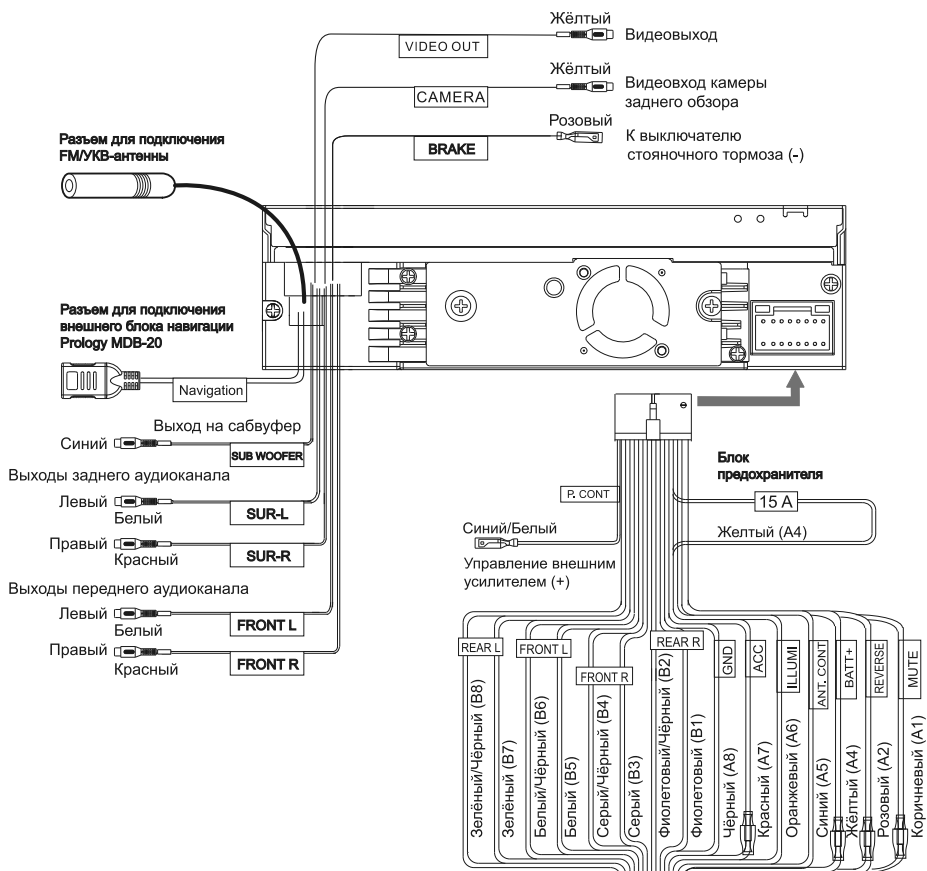 Жёлтый
VIDEO OUT
Видеовыход
Жёлтый
CAMERA
Видеовход камеры
заднего обзора
Розовый
BRAKE
К выключателю
стояночного тормоза (-)
Разъем для подключения
FM/УКВ-антенны
Разъем для подключения
внешнего блока навигации
Prology MDB-20
Navigation
Выход на сабвуфер
Синий
SUB WOOFER
Выходы заднего аудиоканала
Левый
Белый
SUR-L
Правый
Красный
SUR-R
Выходы переднего аудиоканала
Левый
Белый
FRONT L
Правый
Красный
FRONT R
Блок
предохранителя
P. CONT
15 A
Синий/Белый
Желтый (A4)
Управление внешним
усилителем (+)
REAR L
FRONT L
FRONT R
REAR R
GND
ACC
ILLUMI
ANT. CONT
BATT+
REVERSE
MUTE
Зелёный/Чёрный (B8)
Зелёный (B7)
Белый/Чёрный (B6)
Белый (B5)
Серый/Чёрный (B4)
Серый (B3)
Фиолетовый/Чёрный (B2)
Фиолетовый (B1)
Чёрный (A8)
Красный (A7)
Оранжевый (A6)
Синий (A5)
Жёлтый (A4)
Розовый (A2)
Коричневый (A1)